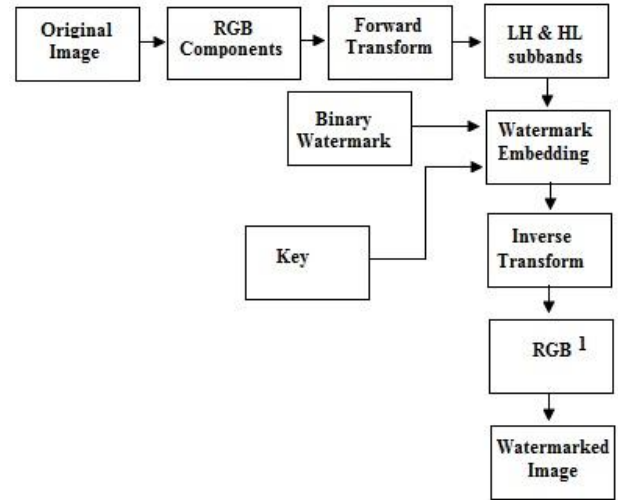 Original
Image
RGB
Components
Forward
Transform
LH & HL
subbands
Binary
Watermark
Watermark
Embedding
Key
Inverse
Transform
RGB 1
Watermarked
Image